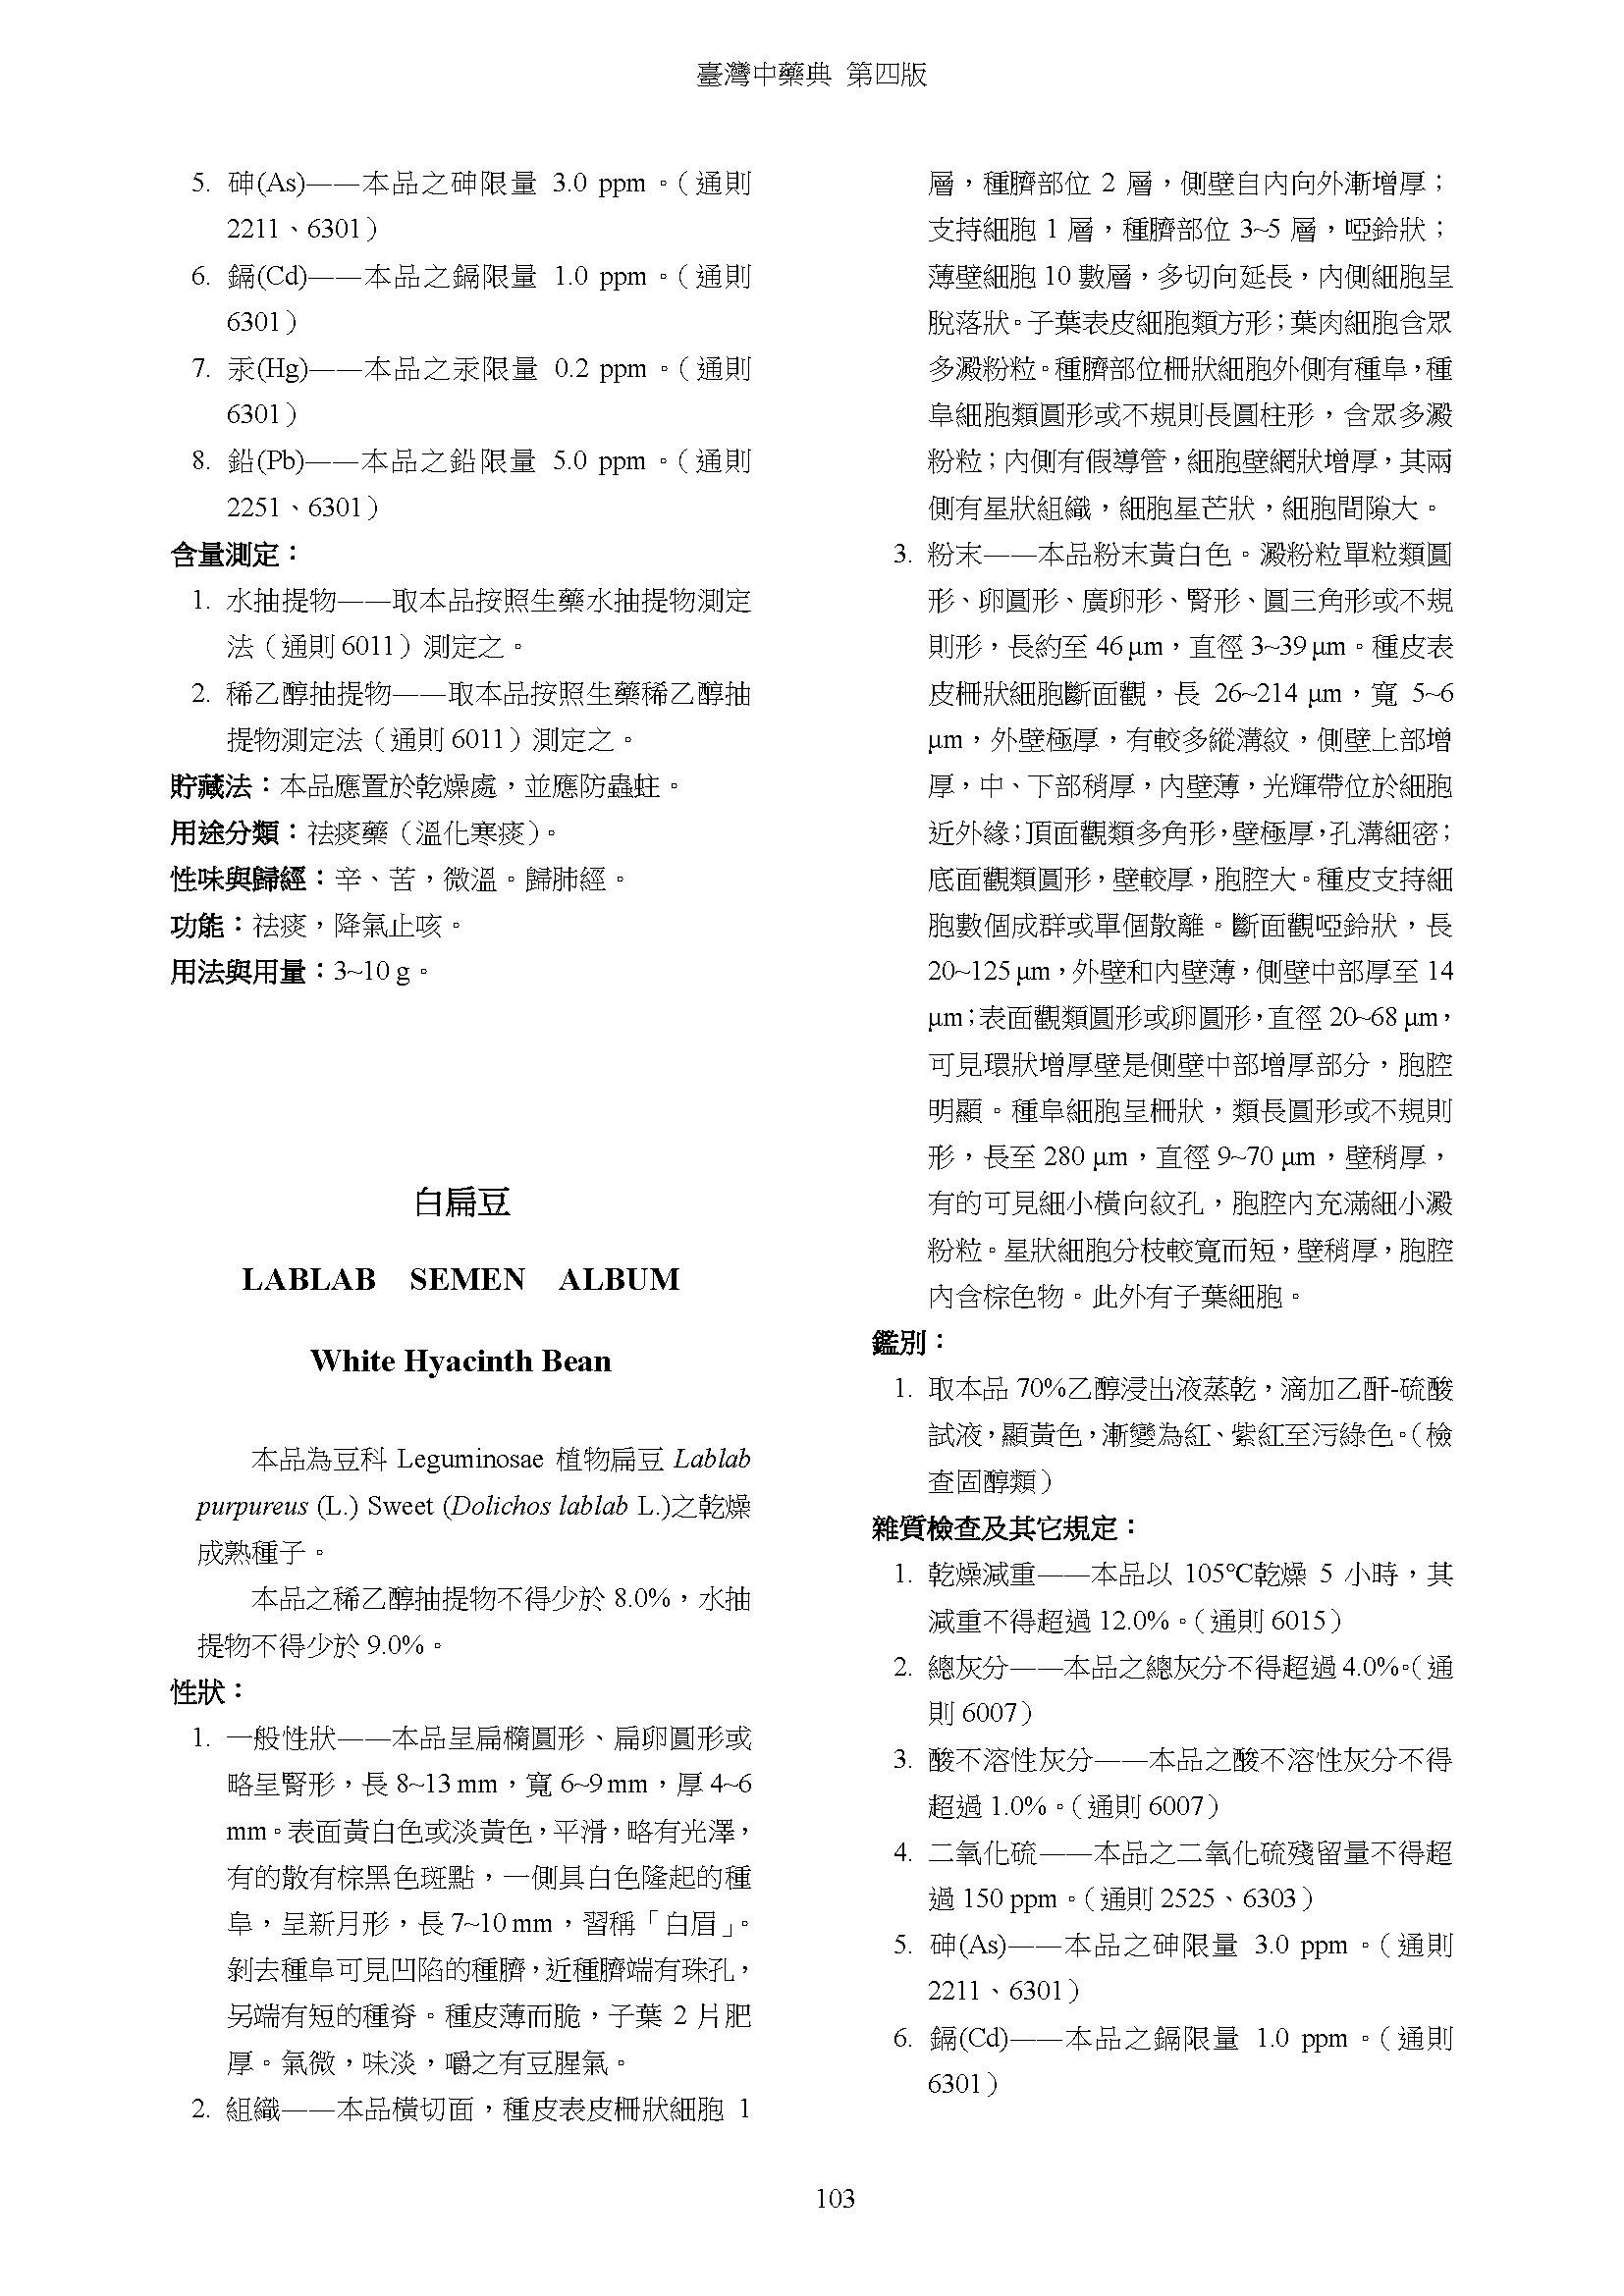 臺灣中藥典 第四版
5. 砷(As)——本品之砷限量 3.0 ppm。（通則
2211、6301）
6. 鎘(Cd)——本品之鎘限量 1.0 ppm。（通則
6301）
7. 汞(Hg)——本品之汞限量 0.2 ppm。（通則
6301）
8. 鉛(Pb)——本品之鉛限量 5.0 ppm。（通則
2251、6301）
含量測定：
1. 水抽提物——取本品按照生藥水抽提物測定
法（通則 6011）測定之。
2. 稀乙醇抽提物——取本品按照生藥稀乙醇抽
提物測定法（通則 6011）測定之。
貯藏法：本品應置於乾燥處，並應防蟲蛀。
用途分類：祛痰藥（溫化寒痰）。
性味與歸經：辛、苦，微溫。歸肺經。
功能：祛痰，降氣止咳。
用法與用量：3~10 g。
白扁豆
LABLAB SEMEN ALBUM
White Hyacinth Bean
本品為豆科 Leguminosae 植物扁豆 Lablab
purpureus (L.) Sweet (Dolichos lablab L.)之乾燥
成熟種子。
本品之稀乙醇抽提物不得少於 8.0%，水抽
提物不得少於 9.0%。
性狀：
1. 一般性狀——本品呈扁橢圓形、扁卵圓形或
略呈腎形，長 8~13 mm，寬 6~9 mm，厚 4~6
mm。表面黃白色或淡黃色，平滑，略有光澤，
有的散有棕黑色斑點，一側具白色隆起的種
阜，呈新月形，長 7~10 mm，習稱「白眉」。
剝去種阜可見凹陷的種臍，近種臍端有珠孔，
另端有短的種脊。種皮薄而脆，子葉 2 片肥
厚。氣微，味淡，嚼之有豆腥氣。
2. 組織——本品橫切面，種皮表皮柵狀細胞 1
層，種臍部位 2 層，側壁自內向外漸增厚；
支持細胞 1 層，種臍部位 3~5 層，啞鈴狀；
薄壁細胞 10 數層，多切向延長，內側細胞呈
脫落狀。子葉表皮細胞類方形；葉肉細胞含眾
多澱粉粒。種臍部位柵狀細胞外側有種阜，種
阜細胞類圓形或不規則長圓柱形，含眾多澱
粉粒；內側有假導管，細胞壁網狀增厚，其兩
側有星狀組織，細胞星芒狀，細胞間隙大。
3. 粉末——本品粉末黃白色。澱粉粒單粒類圓
形、卵圓形、廣卵形、腎形、圓三角形或不規
則形，長約至 46 μm，直徑 3~39 μm。種皮表
皮柵狀細胞斷面觀，長 26~214 μm，寬 5~6
μm，外壁極厚，有較多縱溝紋，側壁上部增
厚，中、下部稍厚，內壁薄，光輝帶位於細胞
近外緣；頂面觀類多角形，壁極厚，孔溝細密；
底面觀類圓形，壁較厚，胞腔大。種皮支持細
胞數個成群或單個散離。斷面觀啞鈴狀，長
20~125 μm，外壁和內壁薄，側壁中部厚至 14
μm；表面觀類圓形或卵圓形，直徑 20~68 μm，
可見環狀增厚壁是側壁中部增厚部分，胞腔
明顯。種阜細胞呈柵狀，類長圓形或不規則
形，長至 280 μm，直徑 9~70 μm，壁稍厚，
有的可見細小橫向紋孔，胞腔內充滿細小澱
粉粒。星狀細胞分枝較寬而短，壁稍厚，胞腔
內含棕色物。此外有子葉細胞。
鑑別：
1. 取本品 70%乙醇浸出液蒸乾，滴加乙酐-硫酸
試液，顯黃色，漸變為紅、紫紅至污綠色。（檢
查固醇類）
雜質檢查及其它規定：
1. 乾燥減重——本品以 105℃乾燥 5 小時，其
減重不得超過 12.0%。（通則 6015）
2. 總灰分——本品之總灰分不得超過 4.0%。（通
則 6007）
3. 酸不溶性灰分——本品之酸不溶性灰分不得
超過 1.0%。（通則 6007）
4. 二氧化硫——本品之二氧化硫殘留量不得超
過 150 ppm。（通則 2525、6303）
5. 砷(As)——本品之砷限量 3.0 ppm。（通則
2211、6301）
6. 鎘(Cd)——本品之鎘限量 1.0 ppm。（通則
6301）
103